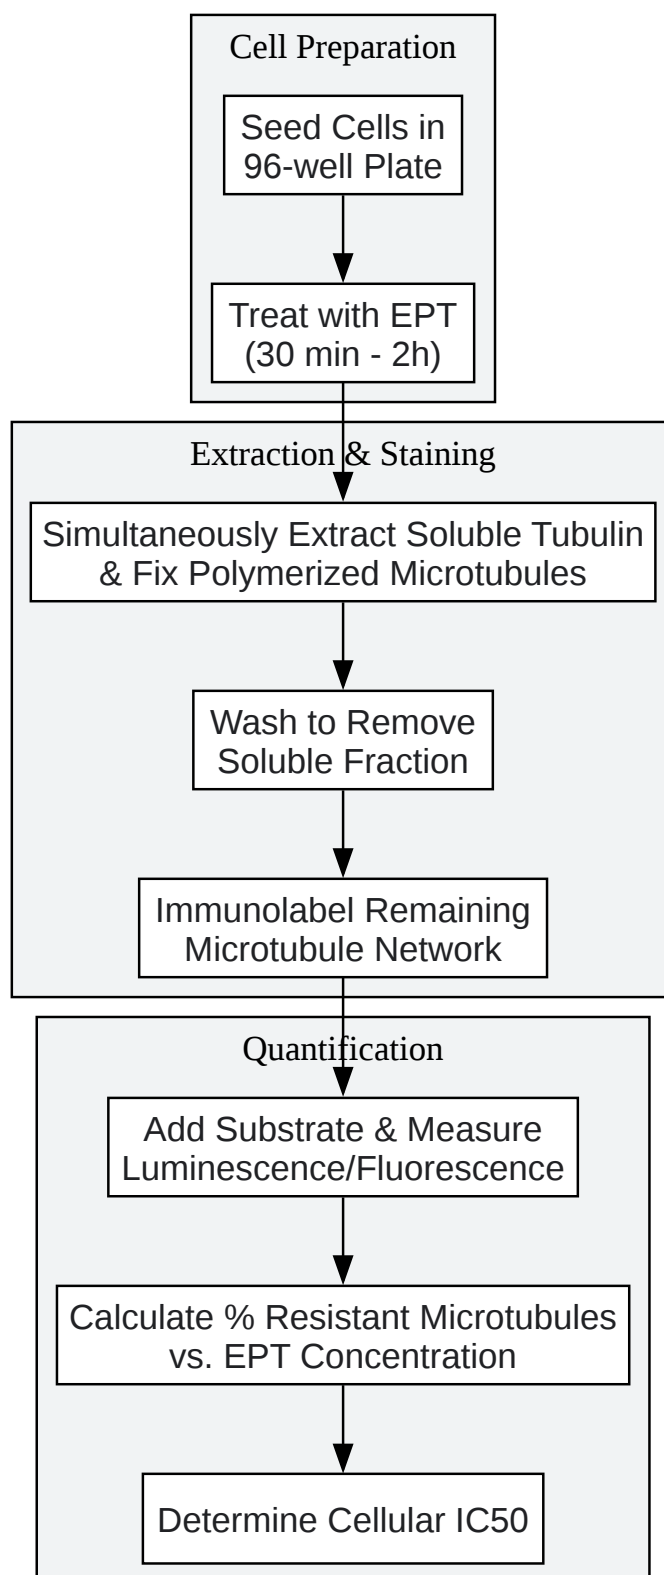 Cell Preparation
Seed Cells in
96-well Plate
Treat with EPT
(30 min - 2h)
Extraction & Staining
Simultaneously Extract Soluble Tubulin
& Fix Polymerized Microtubules
Wash to Remove
Soluble Fraction
Immunolabel Remaining
Microtubule Network
Quantification
Add Substrate & Measure
Luminescence/Fluorescence
Calculate % Resistant Microtubules
vs. EPT Concentration
Determine Cellular IC50